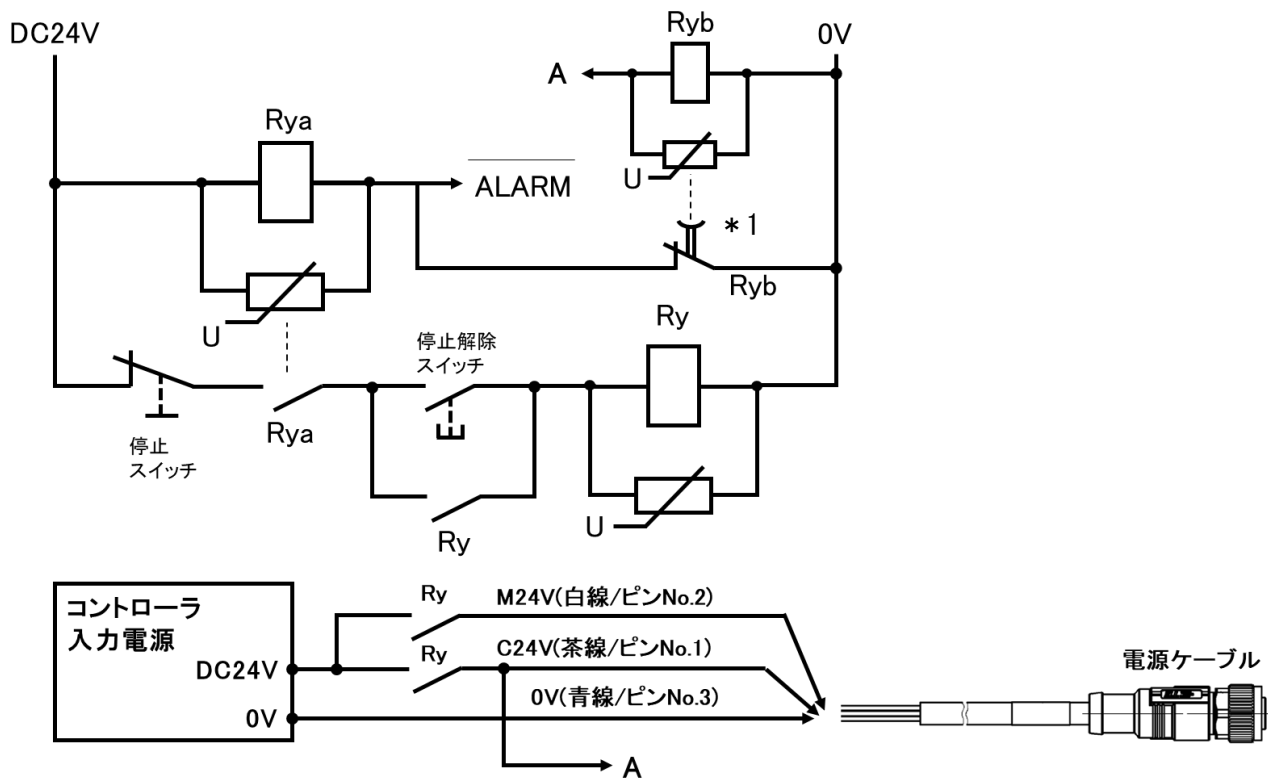 DC24V
Ryb
0V
A
Rya
U
ALARM
*1
Ryb
U
Ry
停止解除
スイッチ
Rya
停止
スイッチ
U
Ry
コントローラ
入力電源
DC24V
0V
Ry
M24V(白線/ピンNo.2)
Ry
C24V(茶線/ピンNo.1)
0V(青線/ピンNo.3)
A
電源ケーブル